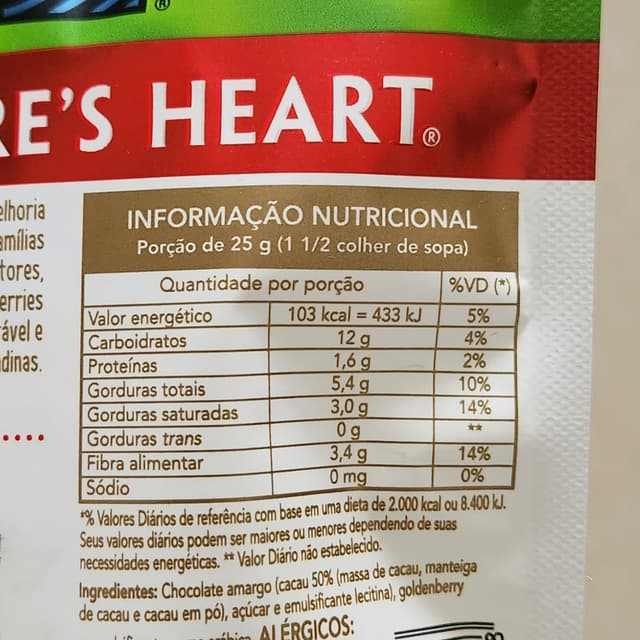 ®
RE'S HEART®
elhoria
amílias
tores,
erries
ável e
dinas.
INFORMAÇÃO NUTRICIONAL
Porção de 25 g (1 1/2 colher de sopa)
Quantidade por porção %VD (*)
Valor energético 103 kcal = 433 kJ 5%
Carboidratos 12 g 4%
Proteínas 1,6 g 2%
Gorduras totais 5,4 g 10%
Gorduras saturadas 3,0 g 14%
Gorduras trans 0 g **
Fibra alimentar 3,4 g 14%
Sódio 0 mg 0%
*% Valores Diários de referência com base em uma dieta de 2.000 kcal ou 8.400 kJ.
Seus valores diários podem ser maiores ou menores dependendo de suas
necessidades energéticas. ** Valor Diário não estabelecido.
Ingredientes: Chocolate amargo (cacau 50% (massa de cacau, manteiga
de cacau e cacau em pó), açúcar e emulsificante lecitina), goldenberry
ALÉRGICOS: